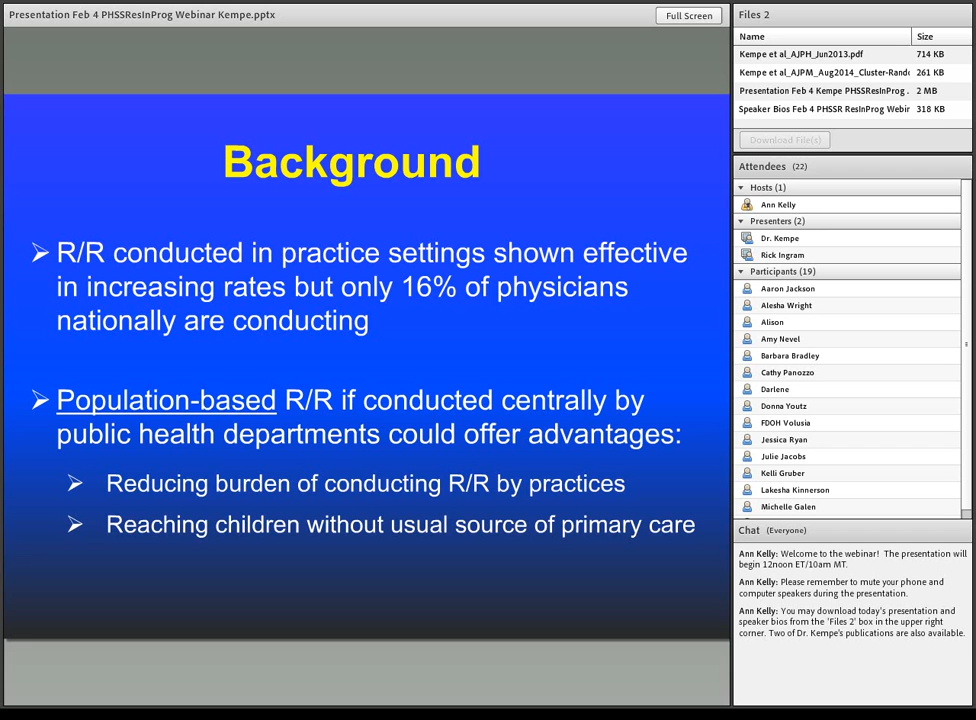 Presentation Feb 4 PHSSResInProg Webinar Kempe.pptx
Full Screen
Background
R/R conducted in practice settings shown effective
in increasing rates but only 16% of physicians
nationally are conducting
Population-based R/R if conducted centrally by
public health departments could offer advantages:
Reducing burden of conducting R/R by practices
Reaching children without usual source of primary care
Files 2
Name Size
Kempe et al_AJPH_Jun2013.pdf 714 KB
Kempe et al_AJPM_Aug2014_Cluster-Rando 261 KB
Presentation Feb 4 Kempe PHSSResInProg . 2 MB
Speaker Bios Feb 4 PHSSR ResInProg Webir 318 KB
Download File(s)
Attendees (22)
Hosts (1)
Ann Kelly
Presenters (2)
Dr. Kempe
Rick Ingram
Participants (19)
Aaron Jackson
Alesha Wright
Alison
Amy Nevel
Barbara Bradley
Cathy Panozzo
Darlene
Donna Youtz
FDOH Volusia
Jessica Ryan
Julie Jacobs
Kelli Gruber
Lakesha Kinnerson
Michelle Galen
Chat (Everyone)
Ann Kelly: Welcome to the webinar! The presentation will
begin 12noon ET/10am MT.
Ann Kelly: Please remember to mute your phone and
computer speakers during the presentation.
Ann Kelly: You may download today's presentation and
speaker bios from the 'Files 2' box in the upper right
corner. Two of Dr. Kempe's publications are also available.